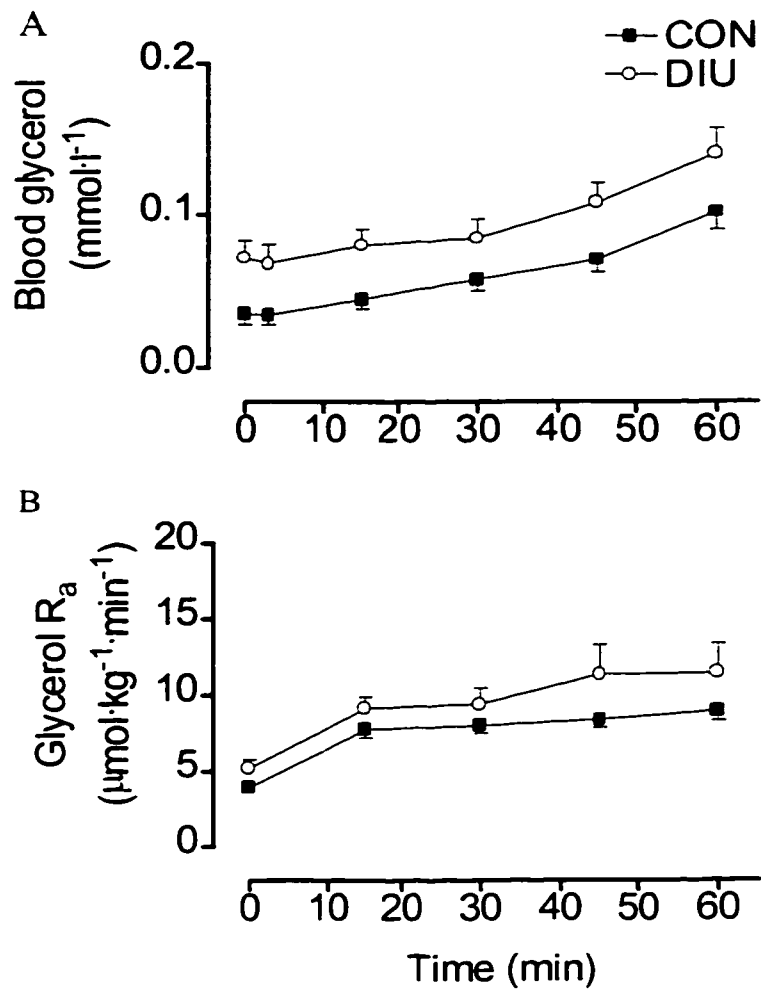 A
CON
DIU
Blood glycerol
(mmol·l⁻¹)
0.2
0.1
0.0
0 10 20 30 40 50 60
B
Glycerol Rₐ
(μmol·kg⁻¹·min⁻¹)
20
15
10
5
0
0 10 20 30 40 50 60
Time (min)